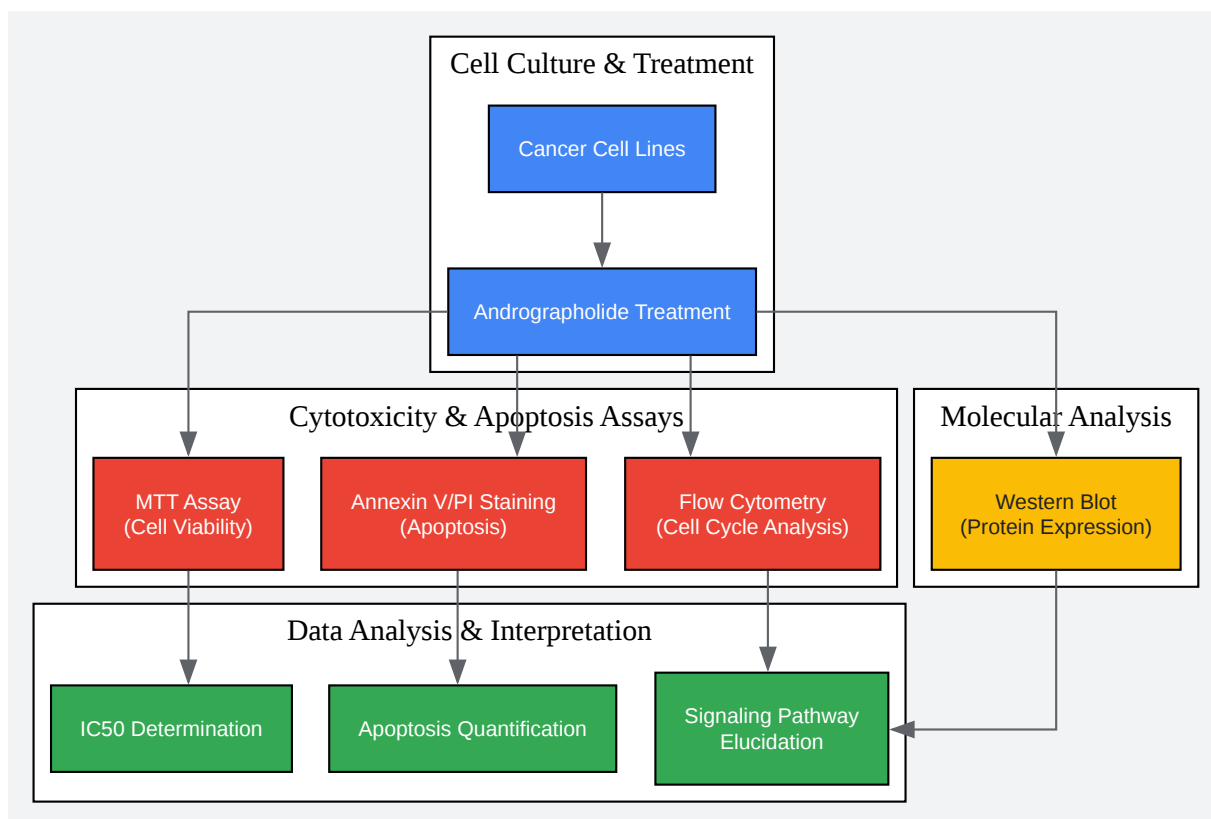 Cell Culture & Treatment
Cancer Cell Lines
Andrographolide Treatment
Cytotoxicity & Apoptosis Assays
Molecular Analysis
MTT Assay
(Cell Viability)
Annexin V/PI Staining
(Apoptosis)
Flow Cytometry
(Cell Cycle Analysis)
Western Blot
(Protein Expression)
Data Analysis & Interpretation
IC50 Determination
Apoptosis Quantification
Signaling Pathway
Elucidation